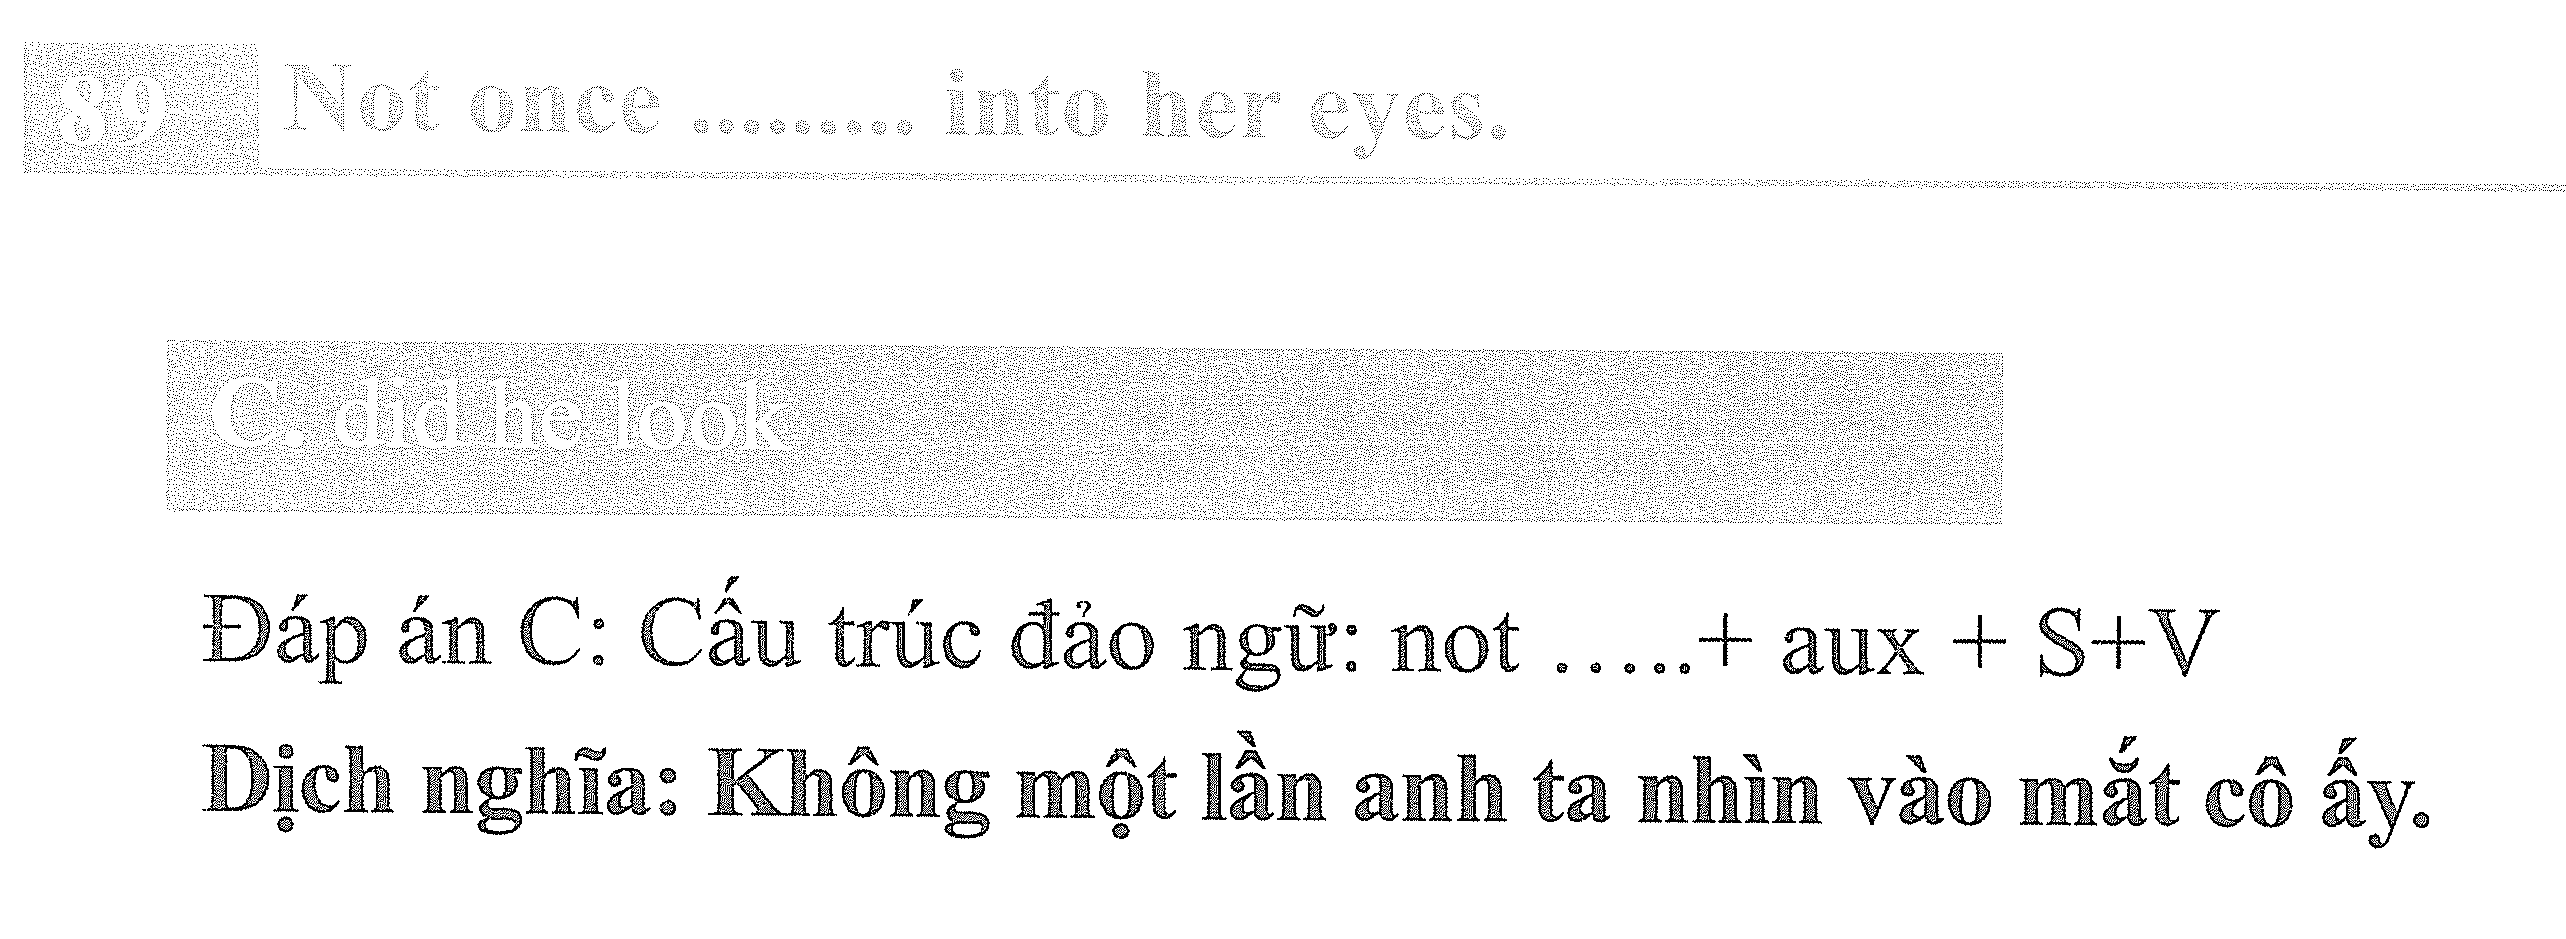 89 Not once ......... into her eyes.
C. did he look
Đáp án C: Cấu trúc đảo ngữ: not …..+ aux + S+V
Dịch nghĩa: Không một lần anh ta nhìn vào mắt cô ấy.